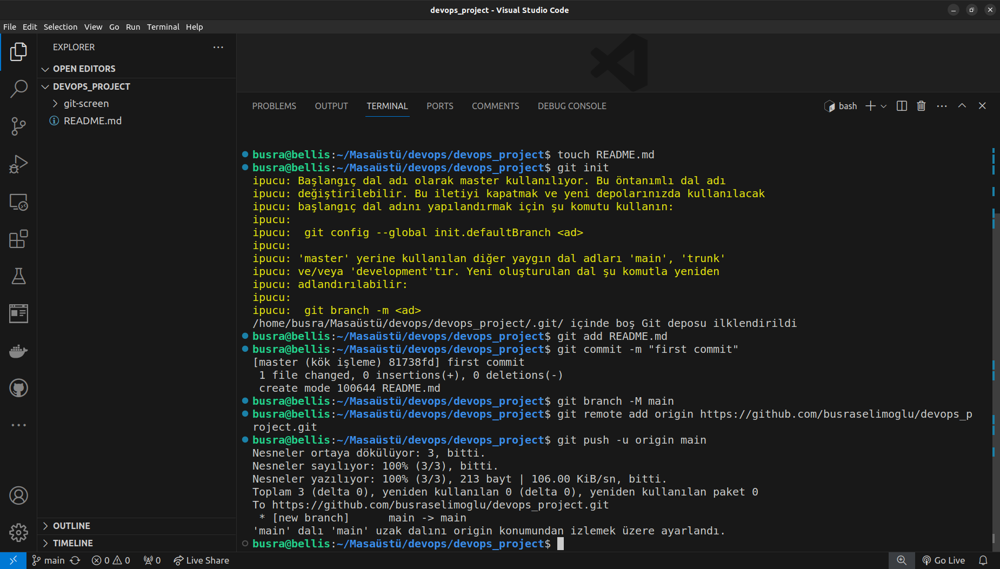 devops_project - Visual Studio Code
File Edit Selection View Go Run Terminal Help
EXPLORER
OPEN EDITORS
DEVOPS_PROJECT
git-screen
README.md
OUTLINE
TIMELINE
PROBLEMS OUTPUT TERMINAL PORTS COMMENTS DEBUG CONSOLE
bash
busra@bellis:~/Masaüstü/devops/devops_project$ touch README.md
busra@bellis:~/Masaüstü/devops/devops_project$ git init
ipucu: Başlangıç dal adı olarak master kullanılıyor. Bu öntanımlı dal adı
ipucu: değiştirilebilir. Bu iletiyi kapatmak ve yeni depolarınızda kullanılacak
ipucu: başlangıç dal adını yapılandırmak için şu komutu kullanın:
ipucu:
ipucu:  git config --global init.defaultBranch <ad>
ipucu:
ipucu: 'master' yerine kullanılan diğer yaygın dal adları 'main', 'trunk'
ipucu: ve/veya 'development'tır. Yeni oluşturulan dal şu komutla yeniden
ipucu: adlandırılabilir:
ipucu:
ipucu:  git branch -m <ad>
/home/busra/Masaüstü/devops/devops_project/.git/ içinde boş Git deposu ilklendirildi
busra@bellis:~/Masaüstü/devops/devops_project$ git add README.md
busra@bellis:~/Masaüstü/devops/devops_project$ git commit -m "first commit"
[master (kök işleme) 81738fd] first commit
 1 file changed, 0 insertions(+), 0 deletions(-)
 create mode 100644 README.md
busra@bellis:~/Masaüstü/devops/devops_project$ git branch -M main
busra@bellis:~/Masaüstü/devops/devops_project$ git remote add origin https://github.com/busraselimoglu/devops_p
roject.git
busra@bellis:~/Masaüstü/devops/devops_project$ git push -u origin main
Nesneler ortaya dökülüyor: 3, bitti.
Nesneler sayılıyor: 100% (3/3), bitti.
Nesneler yazılıyor: 100% (3/3), 213 bayt | 106.00 KiB/sn, bitti.
Toplam 3 (delta 0), yeniden kullanılan 0 (delta 0), yeniden kullanılan paket 0
To https://github.com/busraselimoglu/devops_project.git
 * [new branch]      main -> main
'main' dalı 'main' uzak dalını origin konumundan izlemek üzere ayarlandı.
busra@bellis:~/Masaüstü/devops/devops_project$
main 0 0 0 Live Share Go Live